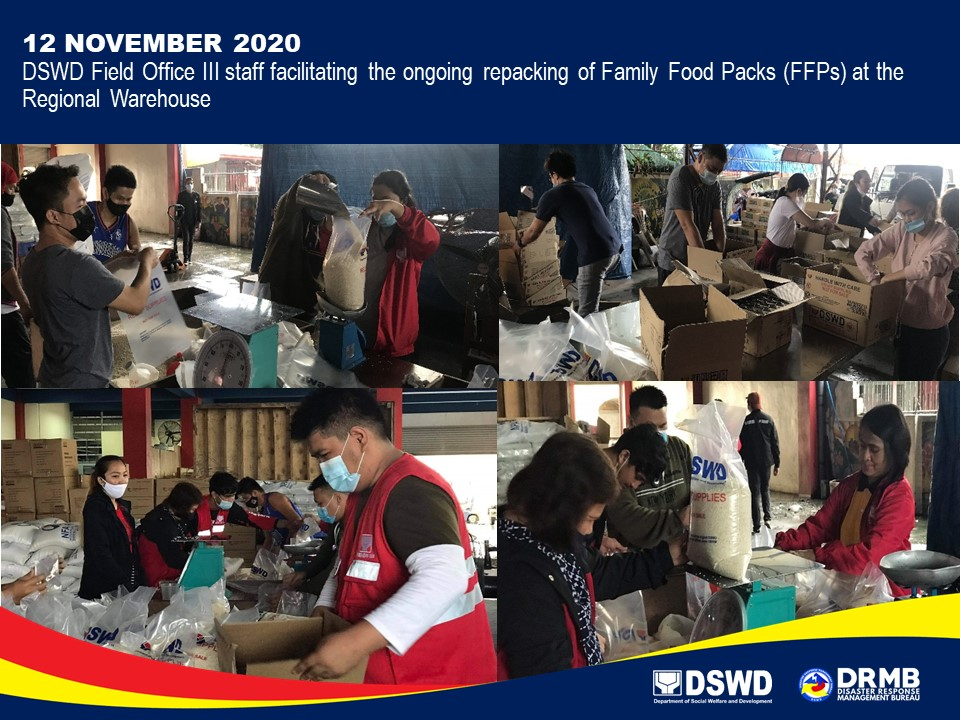 12 NOVEMBER 2020
DSWD Field Office III staff facilitating the ongoing repacking of Family Food Packs (FFPs) at the
Regional Warehouse
HANDLE WITH CARE
DSWD
NFA
DSWD
DSWD
DSWD
Department of Social Welfare and Development
DRMB
DISASTER RESPONSE
MANAGEMENT BUREAU